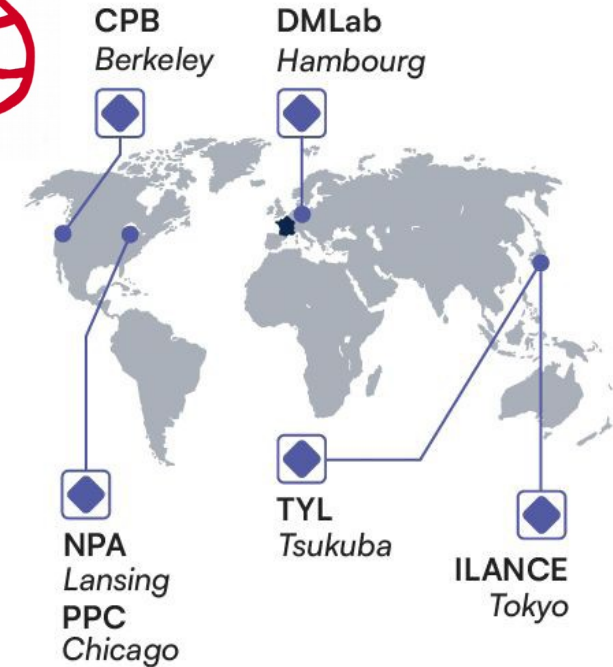 CPB
Berkeley
DMLab
Hambourg
NPA
Lansing
PPC
Chicago
TYL
Tsukuba
ILANCE
Tokyo